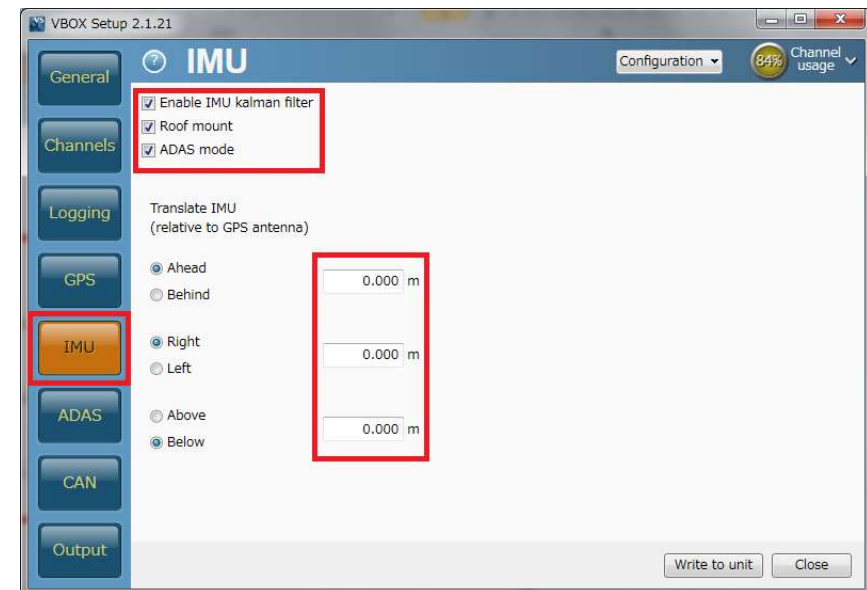 VBOX Setup 2.1.21
IMU
Configuration
84%
Channel usage
General
Channels
Logging
GPS
IMU
ADAS
CAN
Output
Enable IMU kalman filter
Roof mount
ADAS mode
Translate IMU
(relative to GPS antenna)
Ahead
0.000 m
Behind
Right
0.000 m
Left
Above
0.000 m
Below
Write to unit
Close